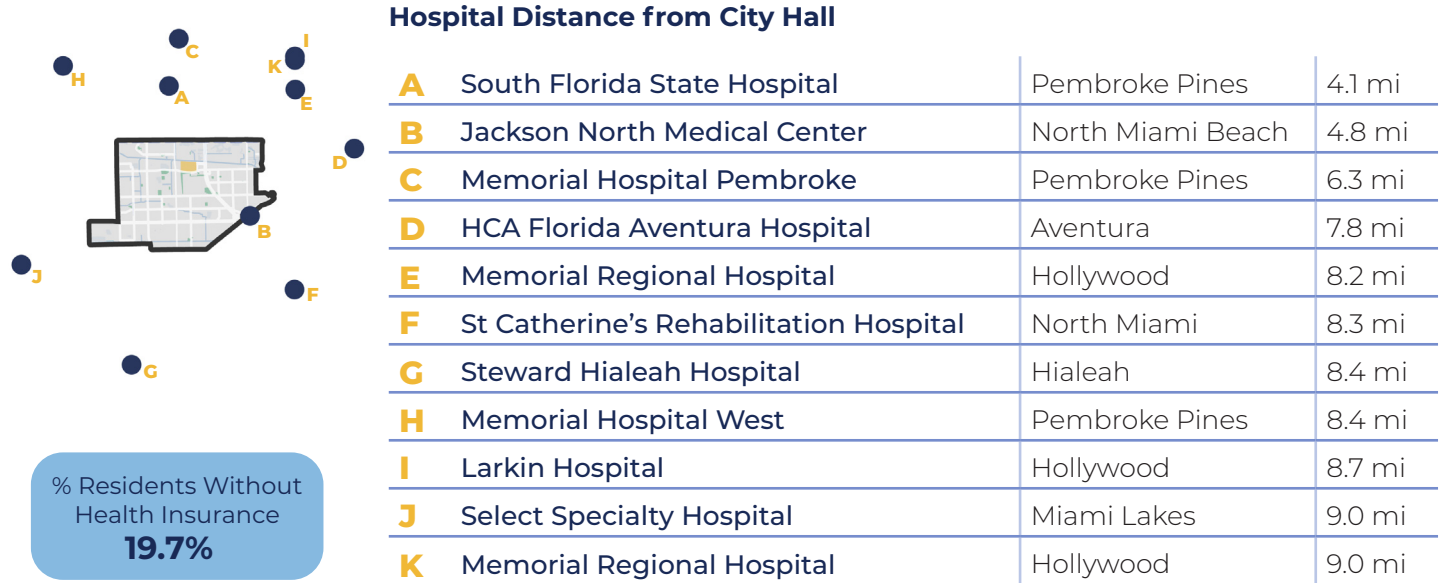 Hospital Distance from City Hall
C
I
H
K
A
E
D
B
J
F
G
% Residents Without
Health Insurance
19.7%
A South Florida State Hospital Pembroke Pines 4.1 mi
B Jackson North Medical Center North Miami Beach 4.8 mi
C Memorial Hospital Pembroke Pembroke Pines 6.3 mi
D HCA Florida Aventura Hospital Aventura 7.8 mi
E Memorial Regional Hospital Hollywood 8.2 mi
F St Catherine’s Rehabilitation Hospital North Miami 8.3 mi
G Steward Hialeah Hospital Hialeah 8.4 mi
H Memorial Hospital West Pembroke Pines 8.4 mi
I Larkin Hospital Hollywood 8.7 mi
J Select Specialty Hospital Miami Lakes 9.0 mi
K Memorial Regional Hospital Hollywood 9.0 mi